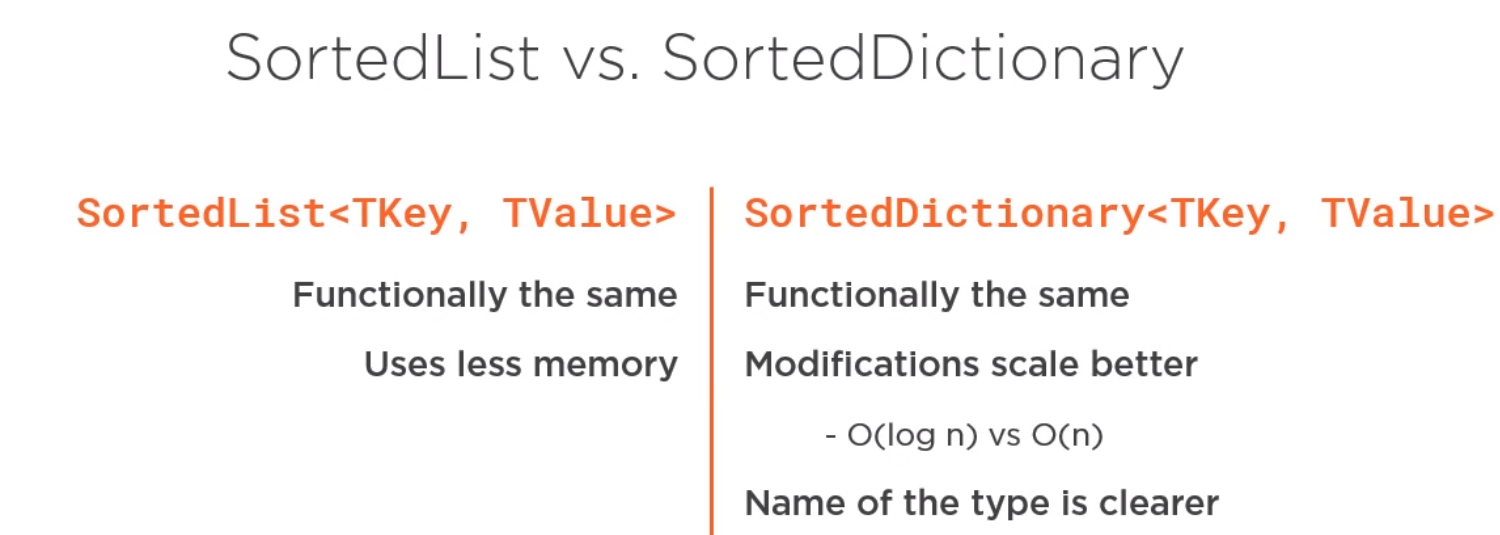 SortedList vs. SortedDictionary
SortedList<TKey, TValue>
Functionally the same
Uses less memory
SortedDictionary<TKey, TValue>
Functionally the same
Modifications scale better
- O(log n) vs O(n)
Name of the type is clearer